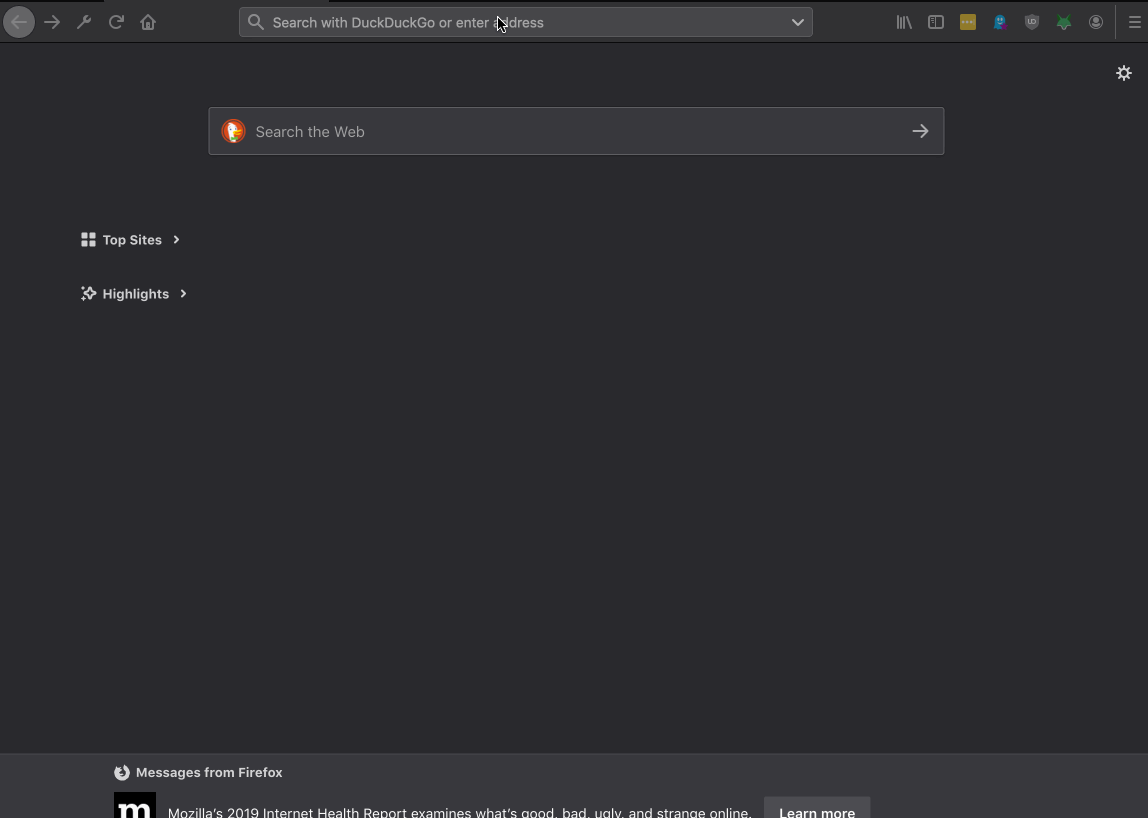 Search with DuckDuckGo or enter address
Search the Web
Top Sites
Highlights
Messages from Firefox
m
Mozilla's 2019 Internet Health Report examines what's good, bad, ugly, and strange online.
Learn more